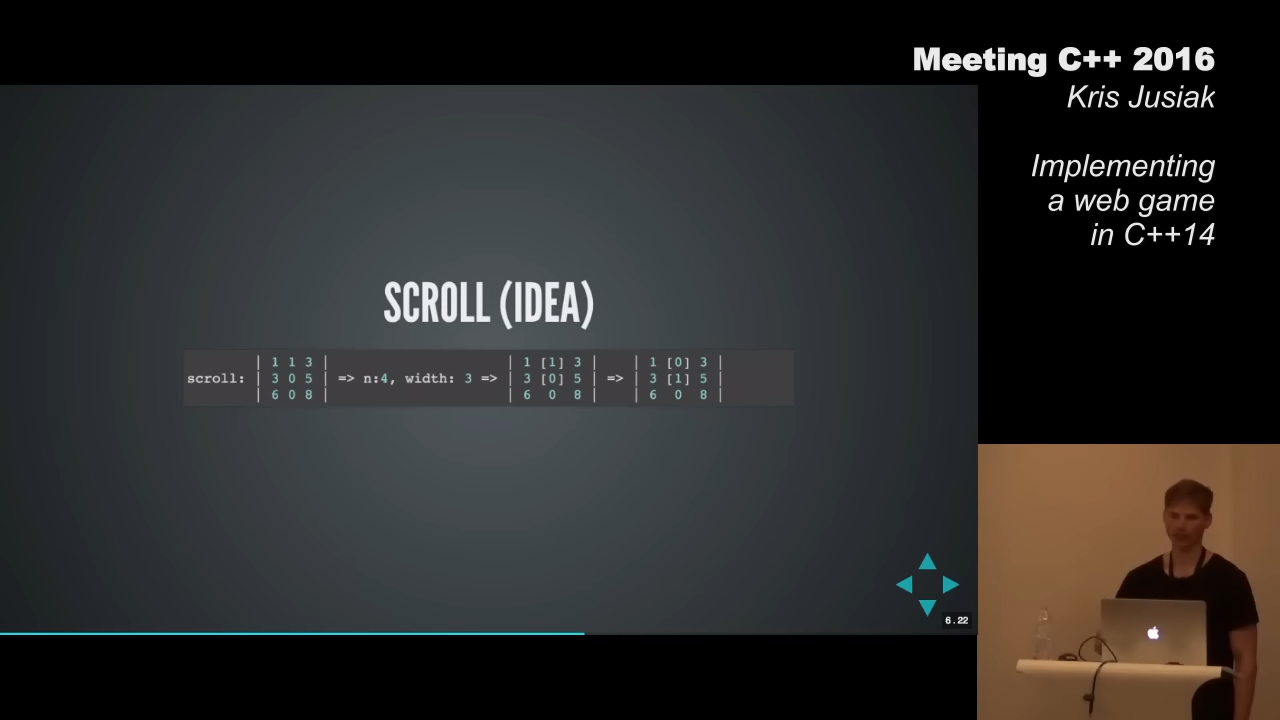 Meeting C++ 2016
Kris Jusiak
Implementing
a web game
in C++14
SCROLL (IDEA)
| 1 1 3 | | 1 [1] 3 | | 1 [0] 3 |
scroll: | 3 0 5 | => n:4, width: 3 => | 3 [0] 5 | => | 3 [1] 5 |
| 6 0 8 | | 6 0 8 | | 6 0 8 |
6.22